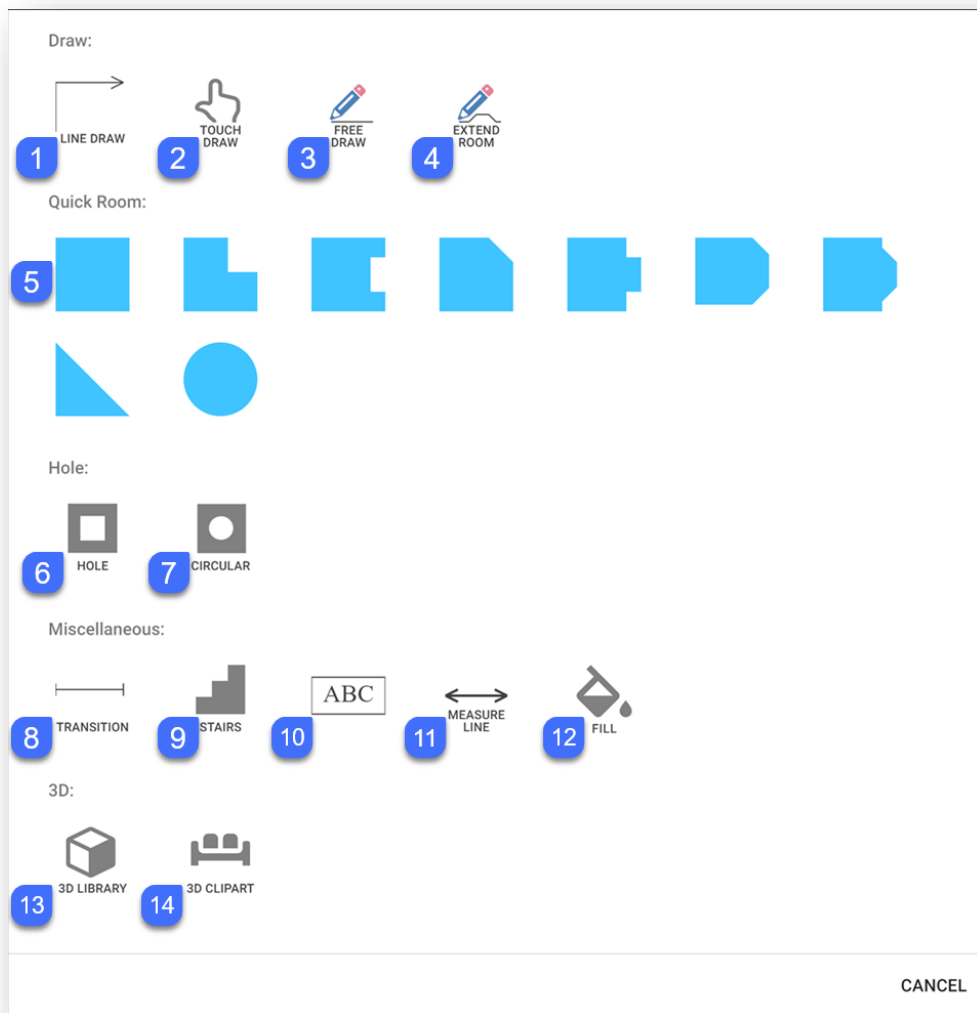 Draw:
LINE DRAW
TOUCH
DRAW
FREE
DRAW
EXTEND
ROOM
1
2
3
4
Quick Room:
5
Hole:
HOLE
CIRCULAR
6
7
Miscellaneous:
ABC
TRANSITION
STAIRS
MEASURE
LINE
FILL
8
9
10
11
12
3D:
3D LIBRARY
3D CLIPART
13
14
CANCEL